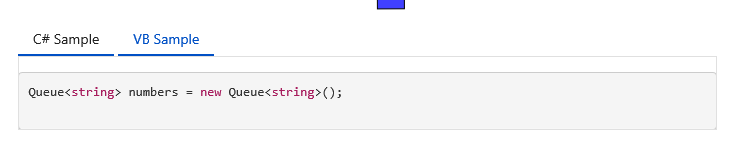 C# Sample VB Sample
Queue<string> numbers = new Queue<string>();